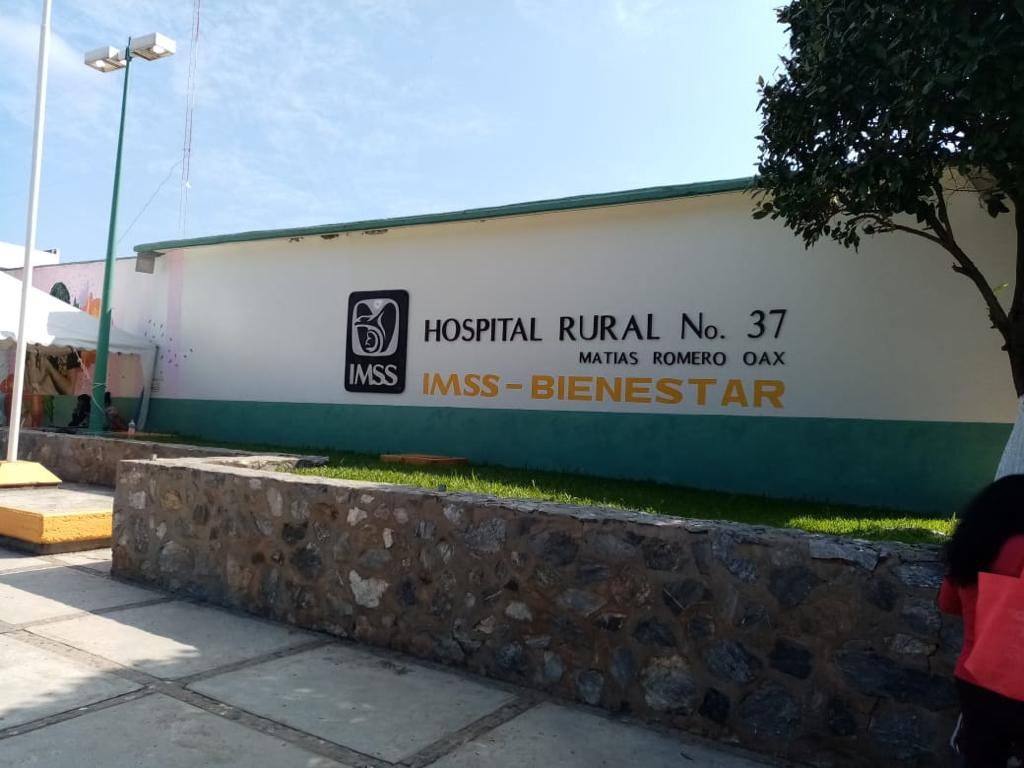 IMSS
HOSPITAL RURAL No. 37
MATIAS ROMERO OAX
IMSS-BIENESTAR